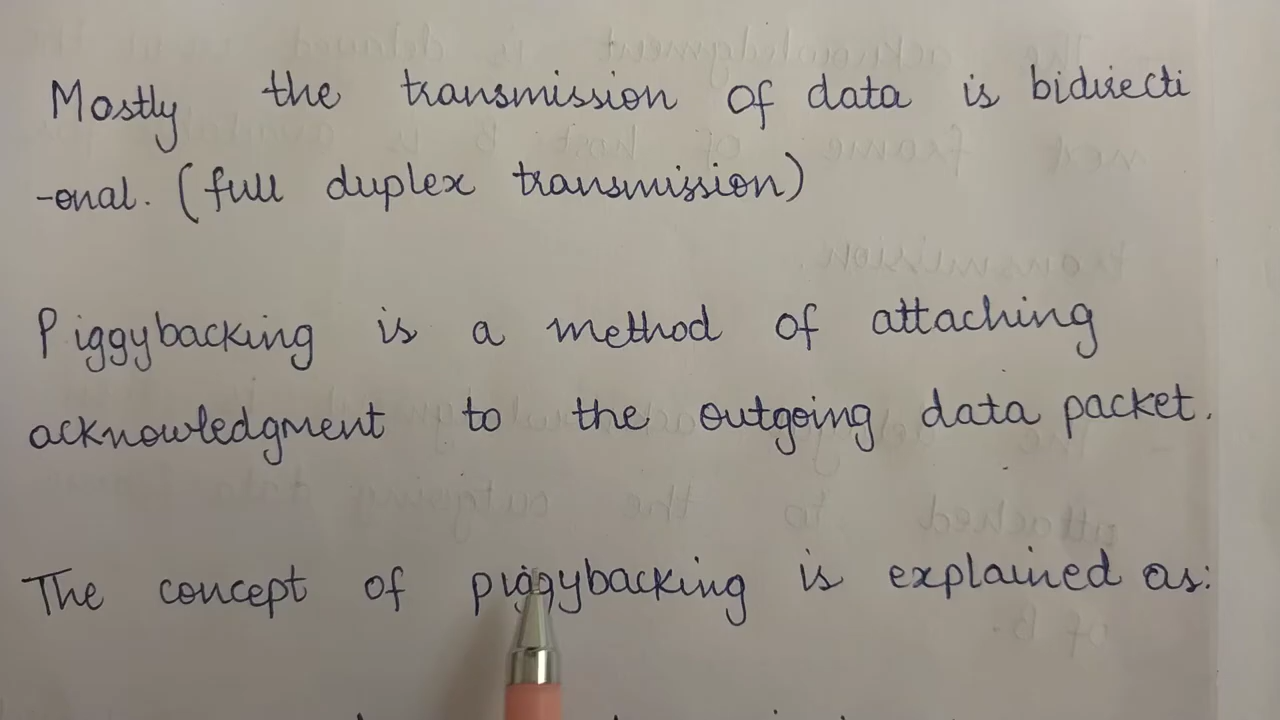 Mostly the transmission of data is bidirecti
-onal. (full duplex transmission)
Piggybacking is a method of attaching
acknowledgment to the outgoing data packet.
The concept of piggybacking is explained as: